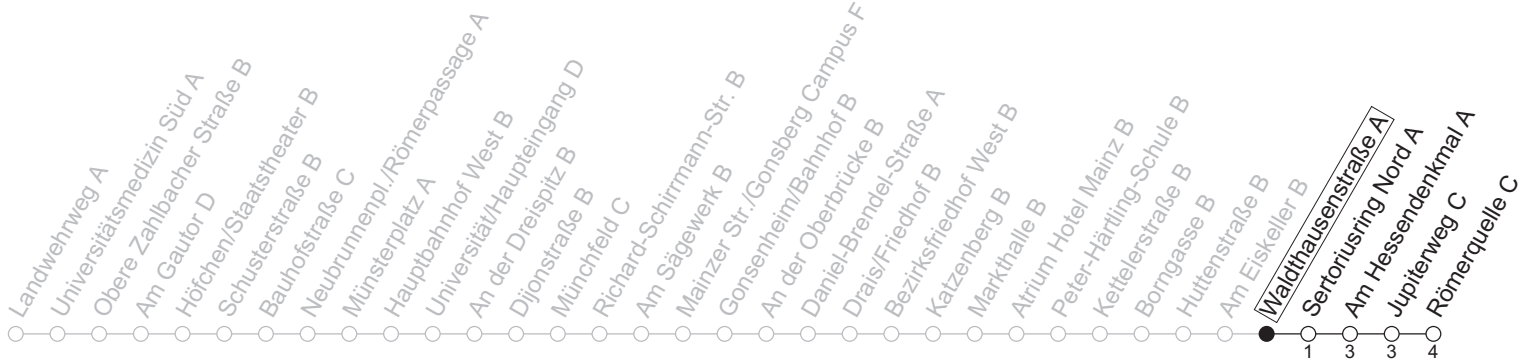 Landwehrweg A
Universitätsmedizin Süd A
Obere Zahlbacher Straße B
Am Gautor D
Höfchen/Staatstheater B
Schusterstraße B
Bauhofstraße C
Neubrunnenpl./Römerpassage A
Münsterplatz A
Hauptbahnhof West B
Universität/Haupteingang D
An der Dreispitz B
Dijonstraße B
Münchfeld C
Richard-Schirrmann-Str. B
Am Sägewerk B
Mainzer Str./Gonsberg Campus F
Gonsenheim/Bahnhof B
An der Oberbrücke B
Daniel-Brendel-Straße A
Drais/Friedhof B
Bezirksfriedhof West B
Katzenberg B
Markthalle B
Atrium Hotel Mainz B
Peter-Härtling-Schule B
Kettelerstraße B
Borngasse B
Huttenstraße B
Am Eiskeller B
Waldthausenstraße A
Sertoriusring Nord A
Am Hessendenkmal A
Jupiterweg C
Römerquelle C
1 3 3 4